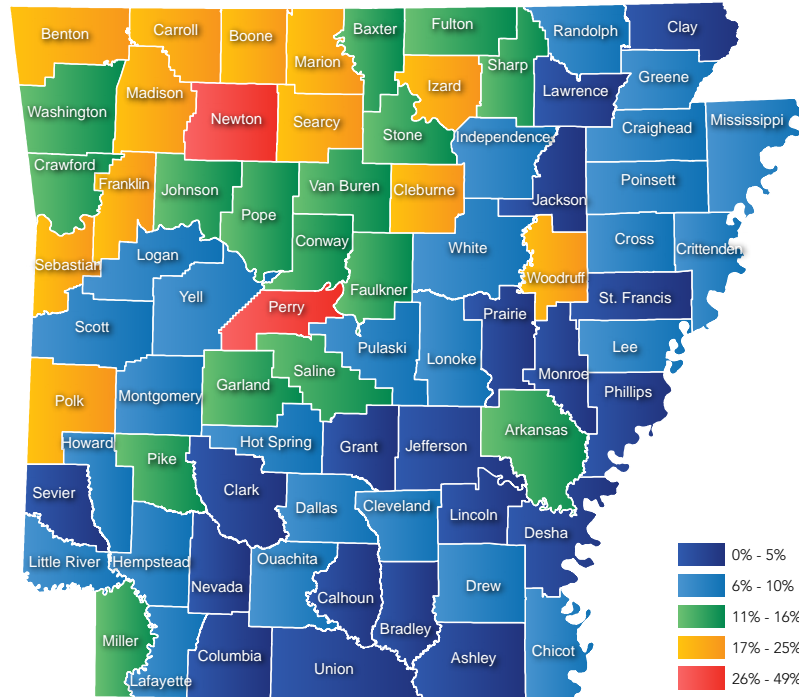 Benton
Carroll
Boone
Marion
Baxter
Fulton
Randolph
Clay
Sharp
Izard
Greene
Lawrence
Madison
Washington
Newton
Searcy
Stone
Independence
Craighead
Mississippi
Crawford
Franklin
Johnson
Pope
Van Buren
Cleburne
Jackson
Poinsett
Sebastian
Logan
Conway
White
Woodruff
Cross
Crittenden
Yell
Perry
Faulkner
Prairie
St. Francis
Scott
Pulaski
Lonoke
Monroe
Lee
Polk
Montgomery
Garland
Saline
Phillips
Howard
Pike
Hot Spring
Grant
Jefferson
Arkansas
Sevier
Clark
Dallas
Cleveland
Lincoln
Desha
Little River
Hempstead
Nevada
Ouachita
Calhoun
Bradley
Drew
Miller
Lafayette
Columbia
Union
Ashley
Chicot
0% - 5%
6% - 10%
11% - 16%
17% - 25%
26% - 49%